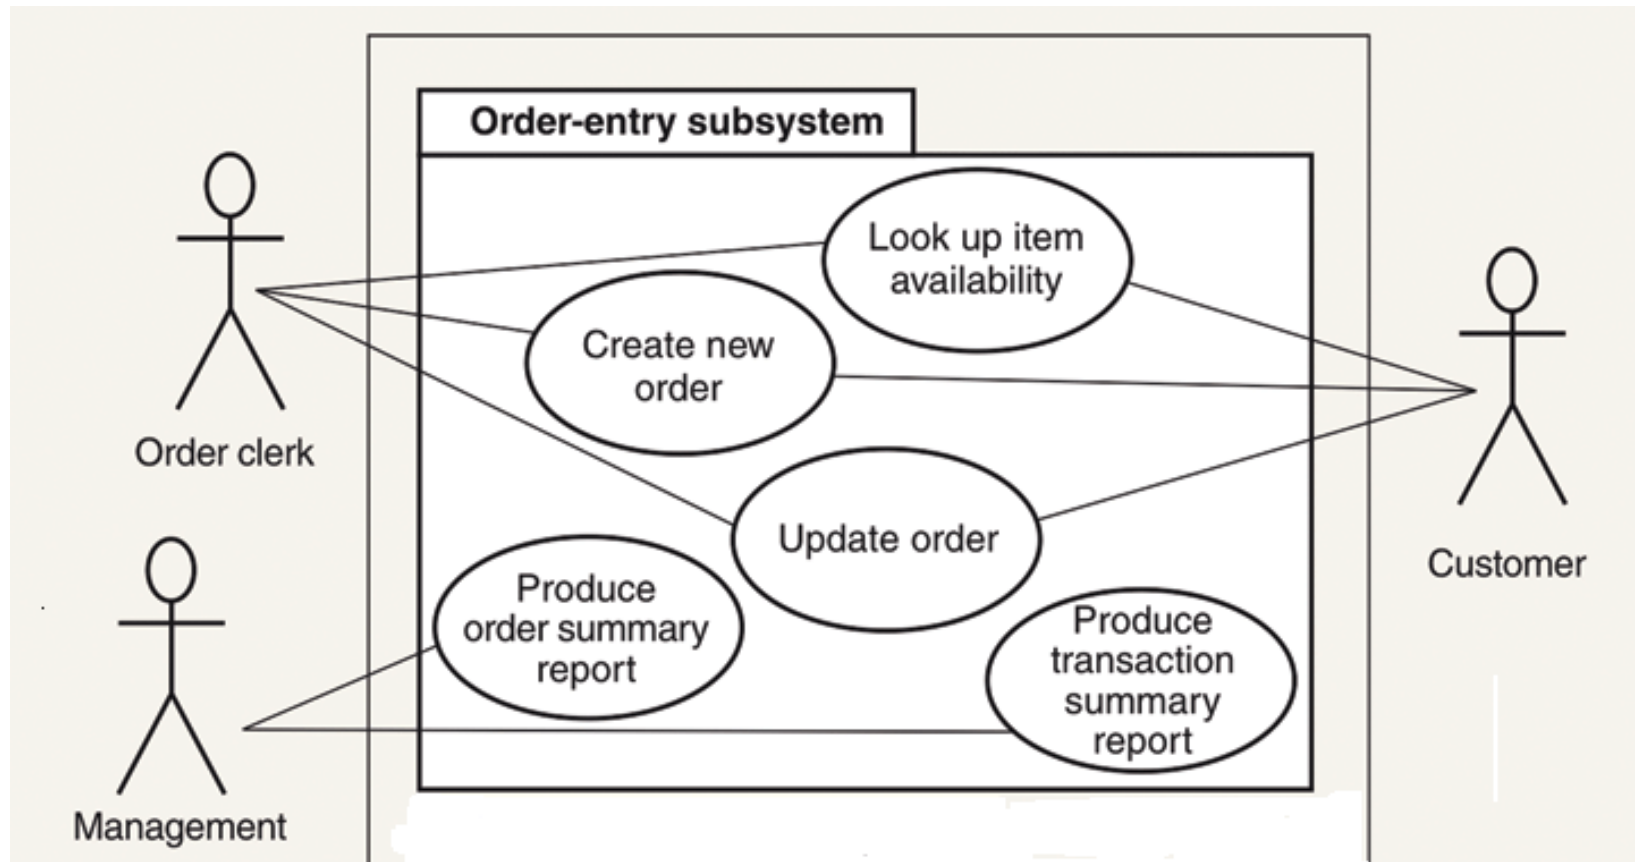 Order-entry subsystem
Look up item
availability
Create new
order
Order clerk
Update order
Customer
Produce
order summary
report
Produce
transaction
summary
report
Management